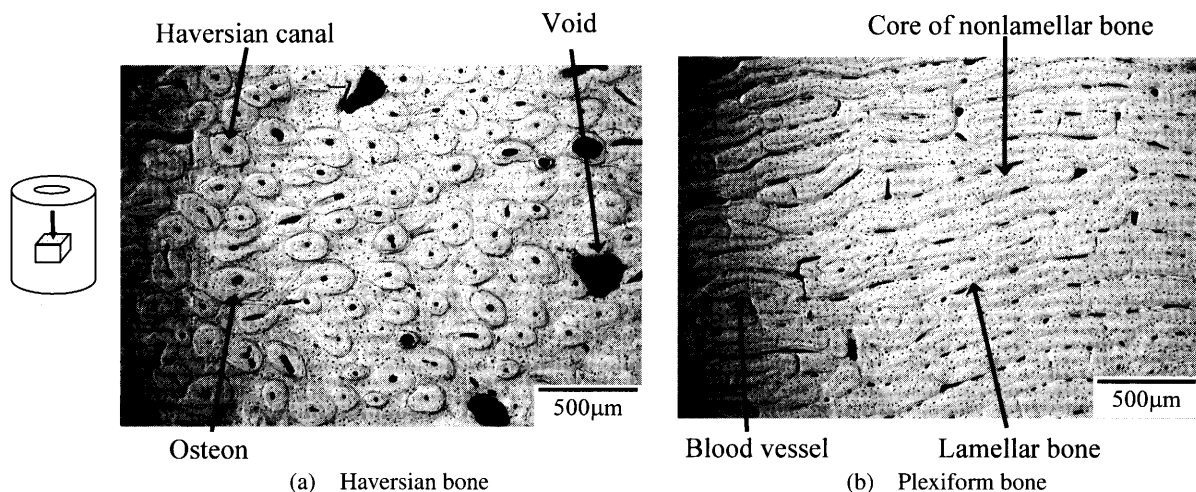 Haversian canal
Void
Core of nonlamellar bone
500μm
500μm
Osteon
Blood vessel
Lamellar bone
(a) Haversian bone
(b) Plexiform bone